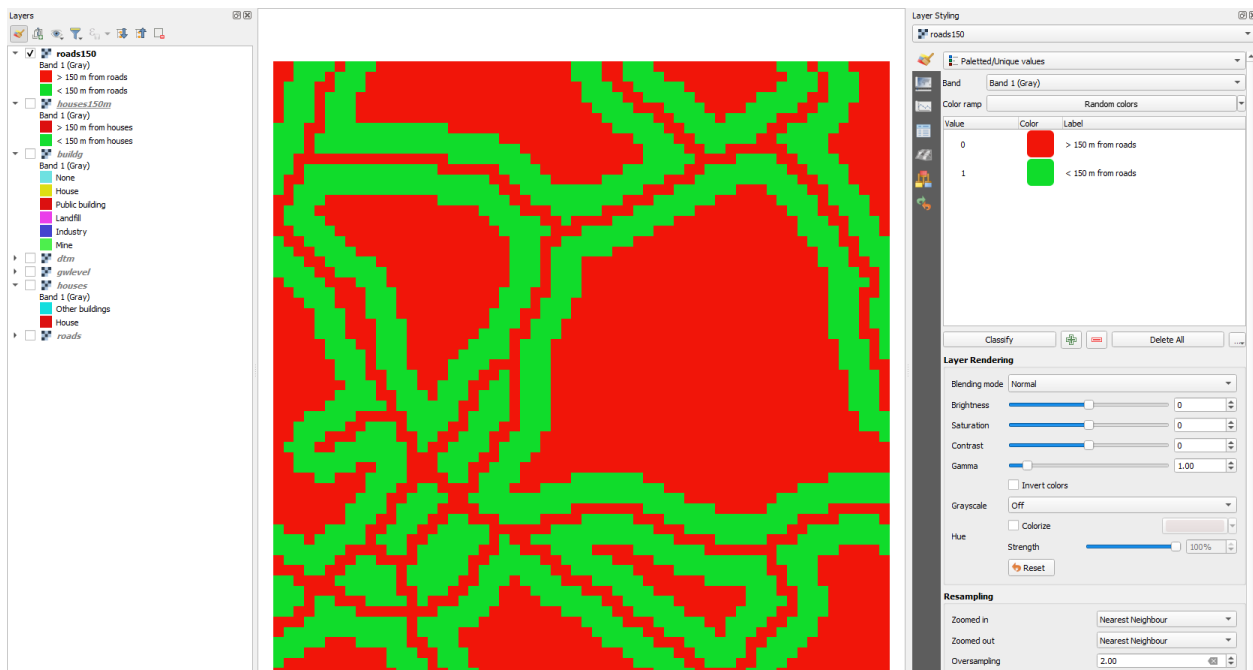 Layers
roads150
Band 1 (Gray)
> 150 m from roads
< 150 m from roads
houses150m
Band 1 (Gray)
> 150 m from houses
< 150 m from houses
buildg
Band 1 (Gray)
None
House
Public building
Landfill
Industry
Mine
dtm
gwlevel
houses
Band 1 (Gray)
Other buildings
House
roads
Layer Styling
roads150
Paletted/Unique values
Band Band 1 (Gray)
Color ramp Random colors
Value Color Label
0 > 150 m from roads
1 < 150 m from roads
Classify Delete All ...
Layer Rendering
Blending mode Normal
Brightness 0
Saturation 0
Contrast 0
Gamma 1.00
Invert colors
Grayscale Off
Hue Colorize
Strength 100%
Reset
Resampling
Zoomed in Nearest Neighbour
Zoomed out Nearest Neighbour
Oversampling 2.00